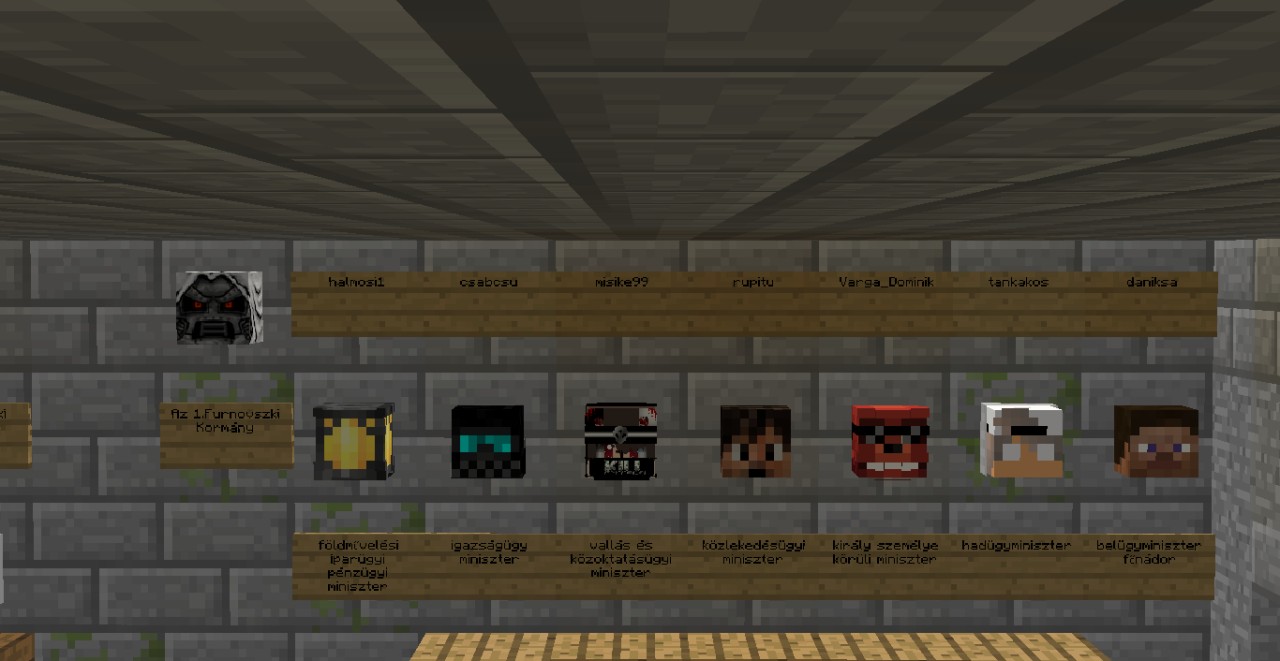 halmosi1
csabcsu
misike99
rupitu
Varga_Dominik
tankakos
daniksa
Az 1.Furnovszki
Kormány
KILL
földművelési
iparügyi
pénzügyi
miniszter
igazságügy
miniszter
vallás és
közoktatásügyi
miniszter
közlekedésügyi
miniszter
király személye
körüli miniszter
hadügyminiszter
belügyminiszter
főnádor